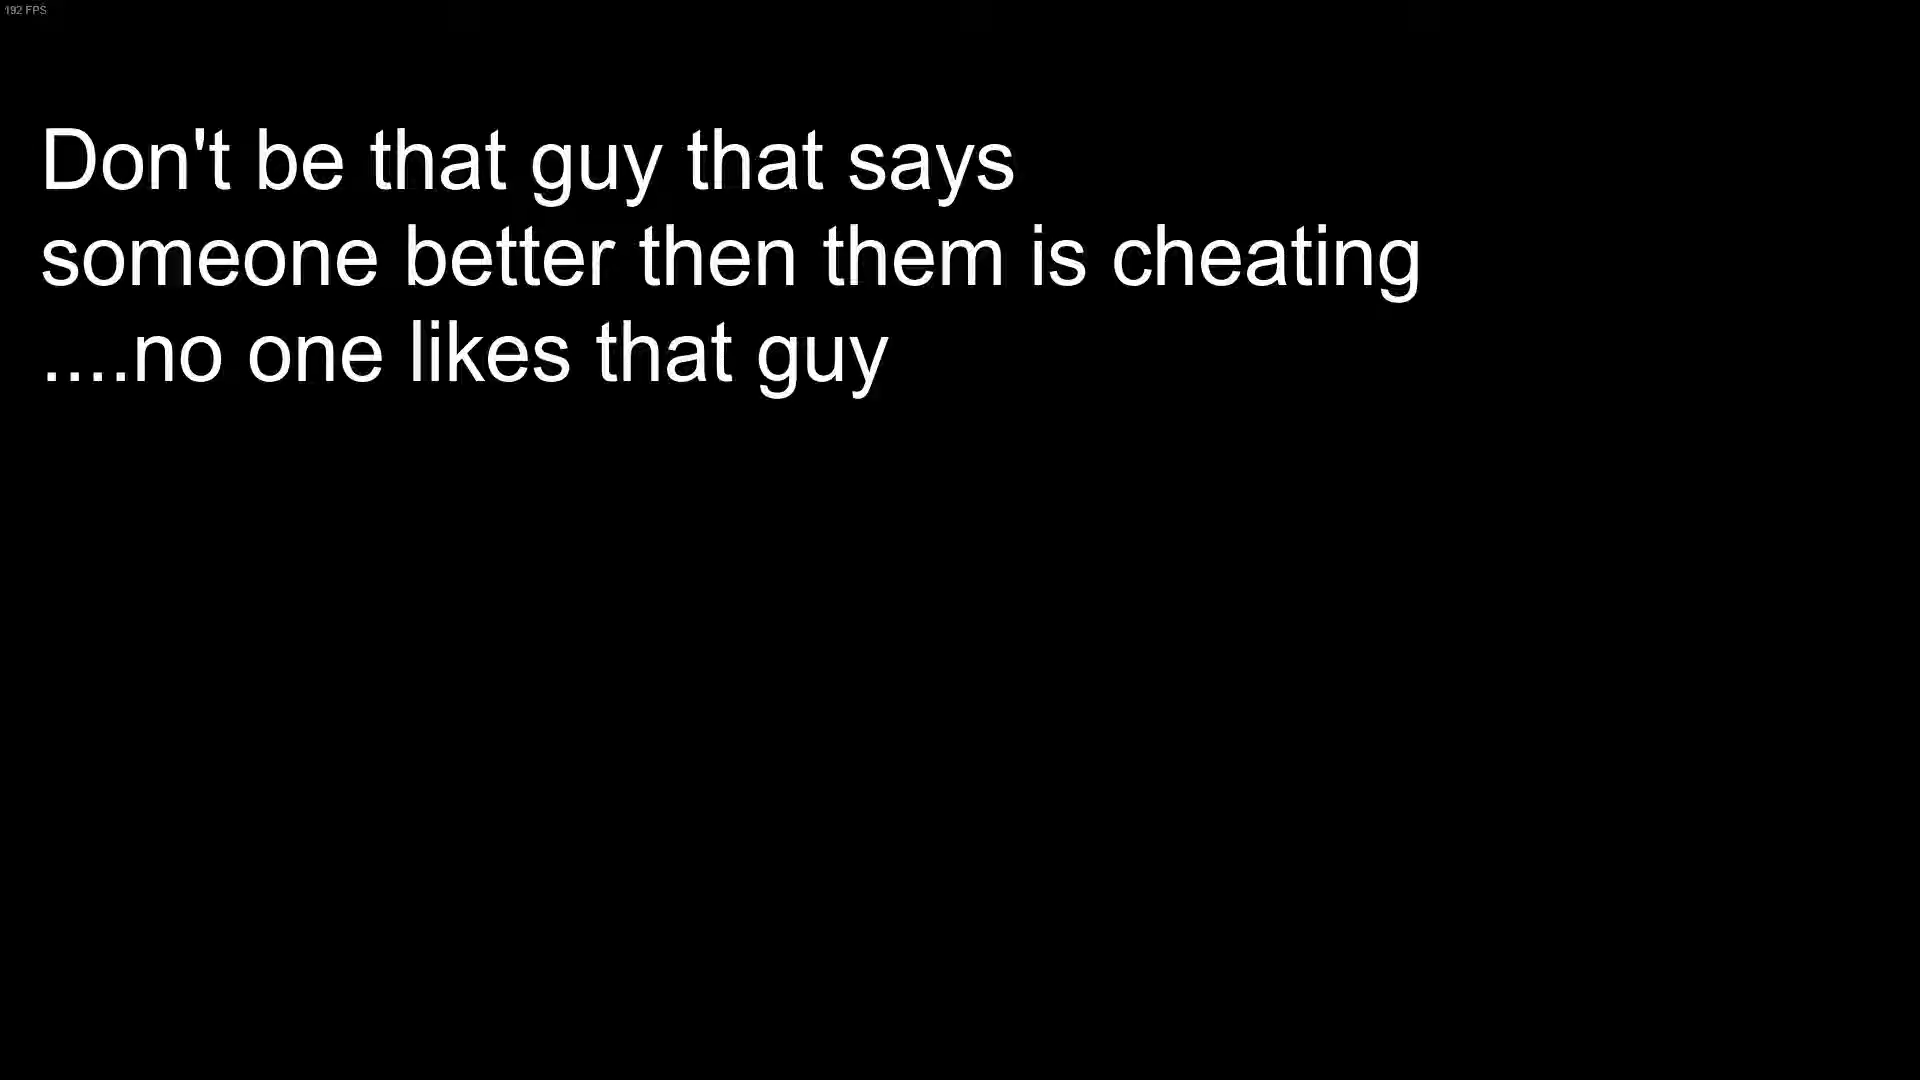 192 FPS
Don't be that guy that says
someone better then them is cheating
....no one likes that guy